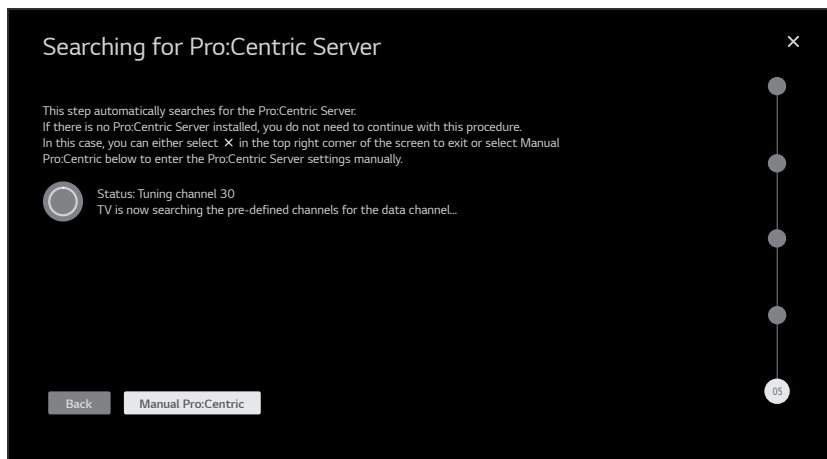 Searching for Pro:Centric Server
This step automatically searches for the Pro:Centric Server.
If there is no Pro:Centric Server installed, you do not need to continue with this procedure.
In this case, you can either select ✕ in the top right corner of the screen to exit or select Manual
Pro:Centric below to enter the Pro:Centric Server settings manually.
Status: Tuning channel 30
TV is now searching the pre-defined channels for the data channel...
Back
Manual Pro:Centric
05